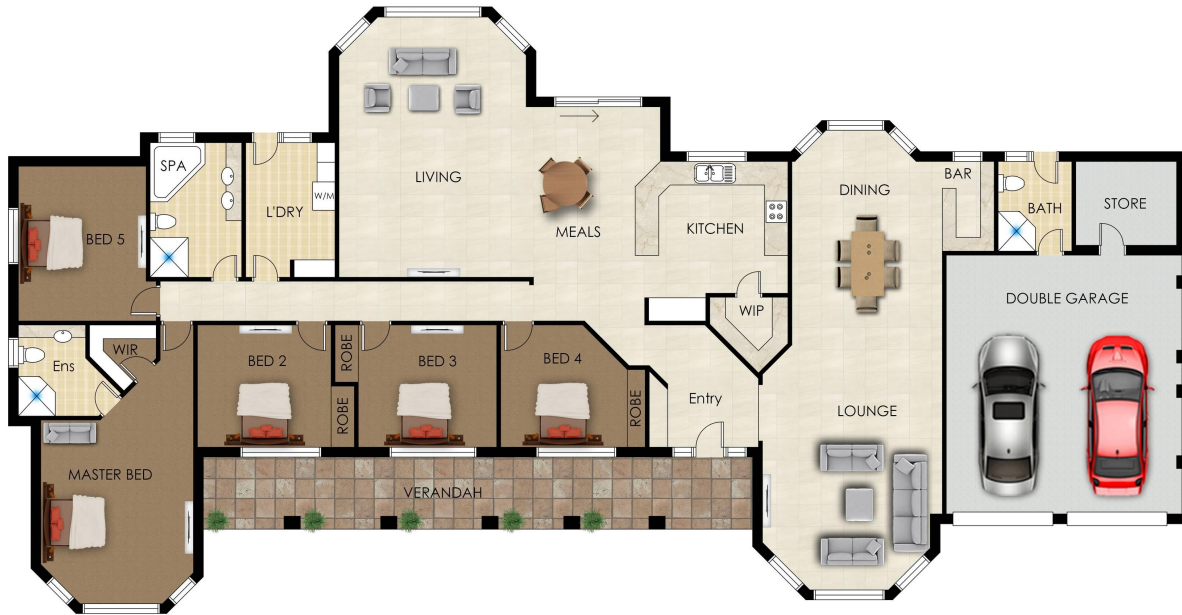 SPA
W/M
L'DRY
BED 5
LIVING
MEALS
KITCHEN
DINING
BAR
BATH
STORE
DOUBLE GARAGE
WIP
WIR
Ens
BED 2
ROBE
ROBE
BED 3
BED 4
ROBE
Entry
LOUNGE
MASTER BED
VERANDAH